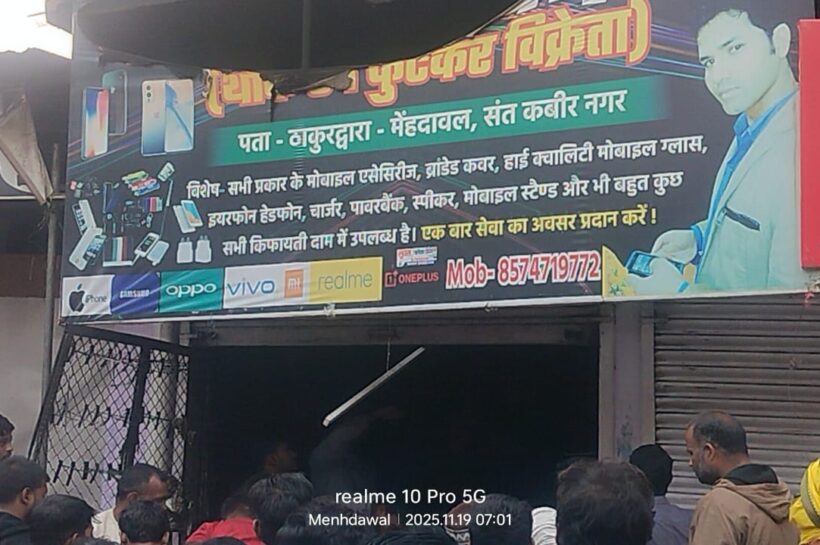 (थोक एवं फुटकर विक्रेता)
पता - ठाकुरद्वारा - मेंहदावल, संत कबीर नगर
विशेष- सभी प्रकार के मोबाइल एसेसिरीज, ब्रांडेड कवर, हाई क्वालिटी मोबाइल ग्लास,
इयरफोन हेडफोन, चार्जर, पावरबैंक, स्पीकर, मोबाइल स्टैण्ड और भी बहुत कुछ
सभी किफायती दाम में उपलब्ध है। एक बार सेवा का अवसर प्रदान करें !
iPhone SAMSUNG oppo vivo mi realme ONEPLUS Mob- 8574719772
realme 10 Pro 5G
Menhdawal | 2025.11.19 07:01